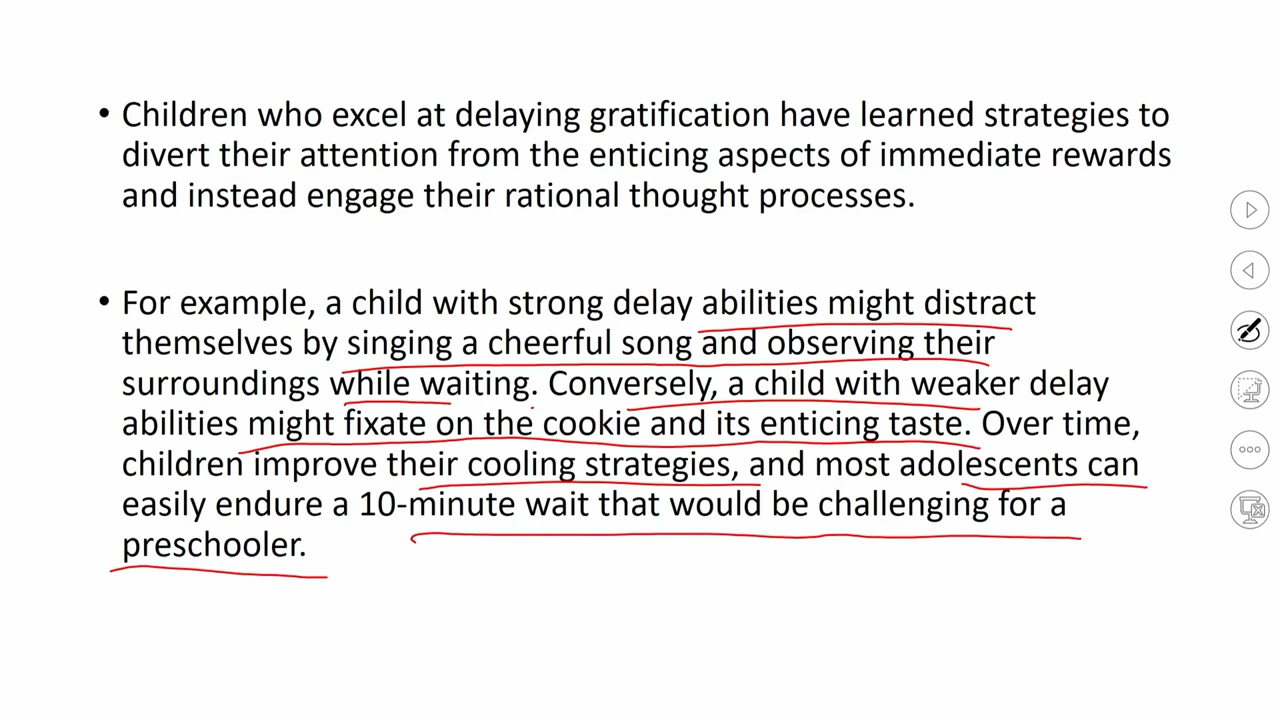 • Children who excel at delaying gratification have learned strategies to
divert their attention from the enticing aspects of immediate rewards
and instead engage their rational thought processes.
• For example, a child with strong delay abilities might distract
themselves by singing a cheerful song and observing their
surroundings while waiting. Conversely, a child with weaker delay
abilities might fixate on the cookie and its enticing taste. Over time,
children improve their cooling strategies, and most adolescents can
easily endure a 10-minute wait that would be challenging for a
preschooler.